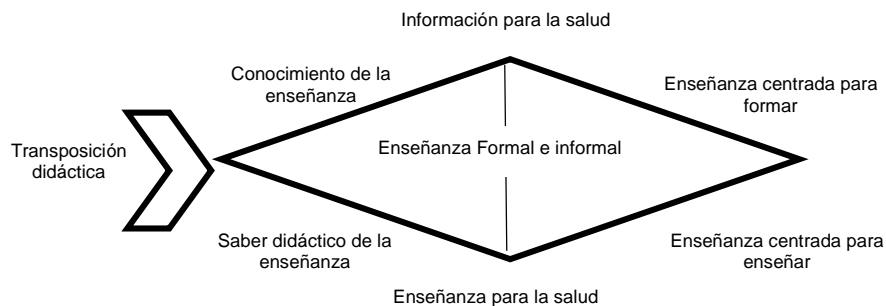 Información para la salud
Conocimiento de la
enseñanza
Enseñanza centrada para
formar
Transposición
didáctica
Enseñanza Formal e informal
Saber didáctico de la
enseñanza
Enseñanza centrada para
enseñar
Enseñanza para la salud